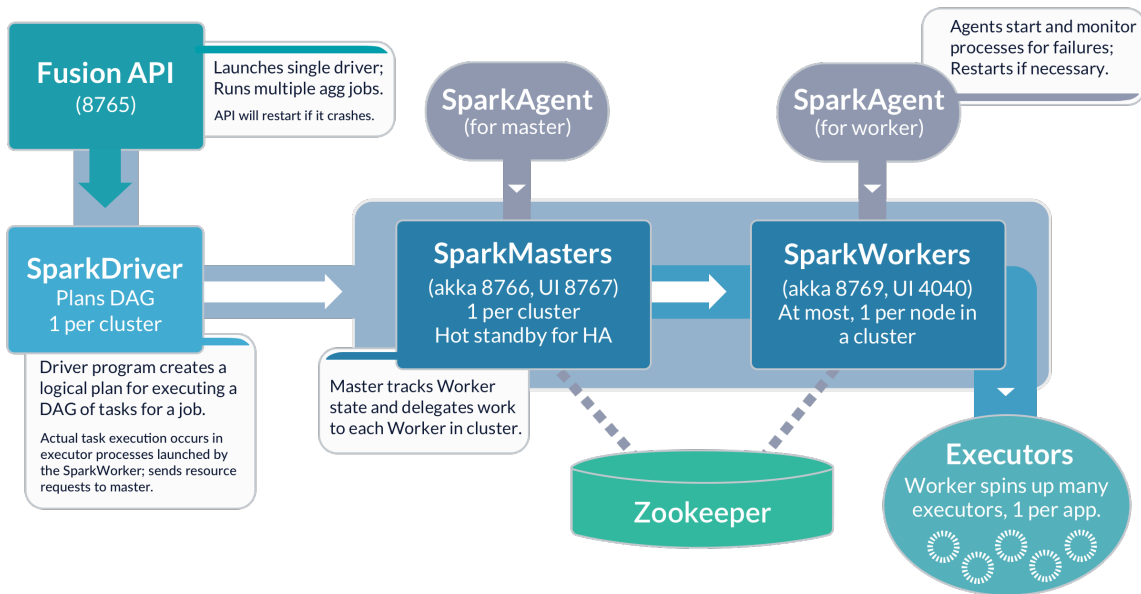 Fusion API
(8765)
Launches single driver;
Runs multiple agg jobs.
API will restart if it crashes.
SparkAgent
(for master)
SparkAgent
(for worker)
Agents start and monitor
processes for failures;
Restarts if necessary.
SparkDriver
Plans DAG
1 per cluster
Driver program creates a
logical plan for executing a
DAG of tasks for a job.
Actual task execution occurs in
executor processes launched by
the SparkWorker; sends resource
requests to master.
SparkMasters
(akka 8766, UI 8767)
1 per cluster
Hot standby for HA
Master tracks Worker
state and delegates work
to each Worker in cluster.
SparkWorkers
(akka 8769, UI 4040)
At most, 1 per node in
a cluster
Zookeeper
Executors
Worker spins up many
executors, 1 per app.